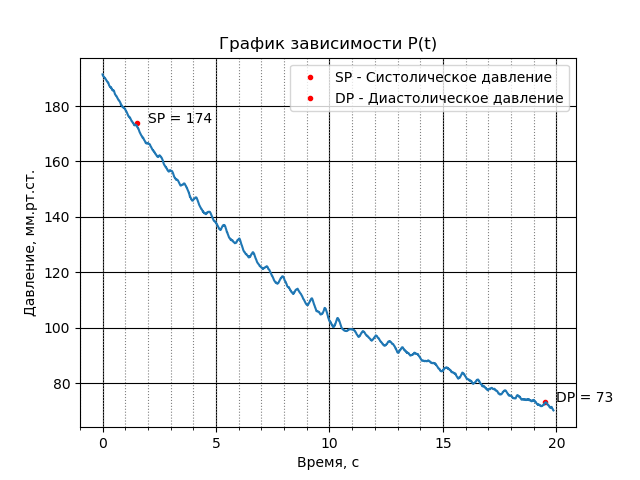 График зависимости P(t)
SP - Систолическое давление
DP - Диастолическое давление
SP = 174
DP = 73
Давление, мм.рт.ст.
180
160
140
120
100
80
0 5 10 15 20
Время, с